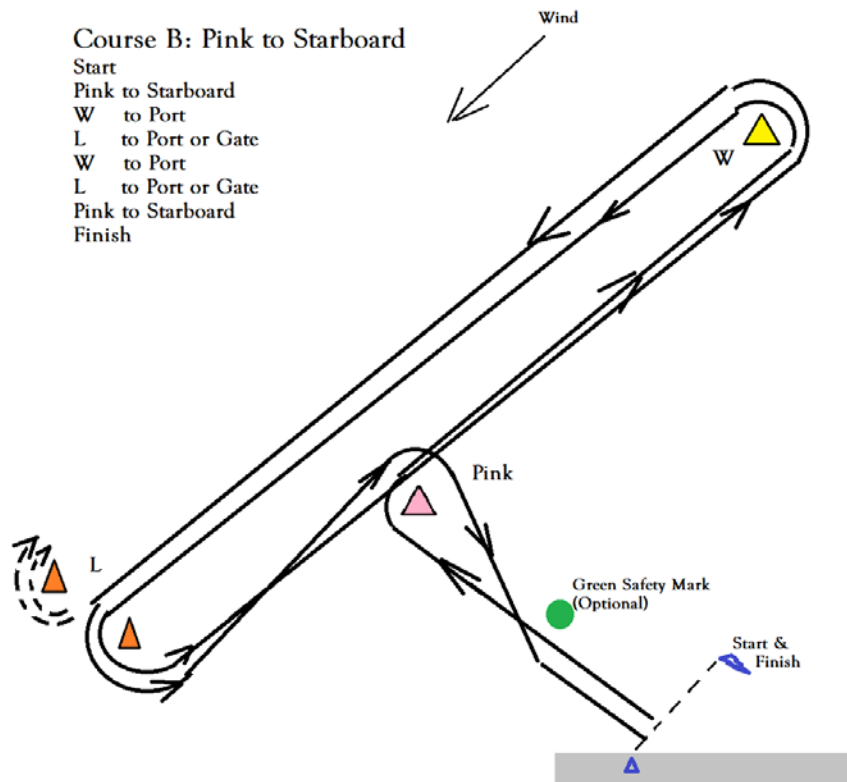 Course B: Pink to Starboard
Start
Pink to Starboard
W to Port
L to Port or Gate
W to Port
L to Port or Gate
Pink to Starboard
Finish
Wind
W
Pink
L
Green Safety Mark
(Optional)
Start &
Finish